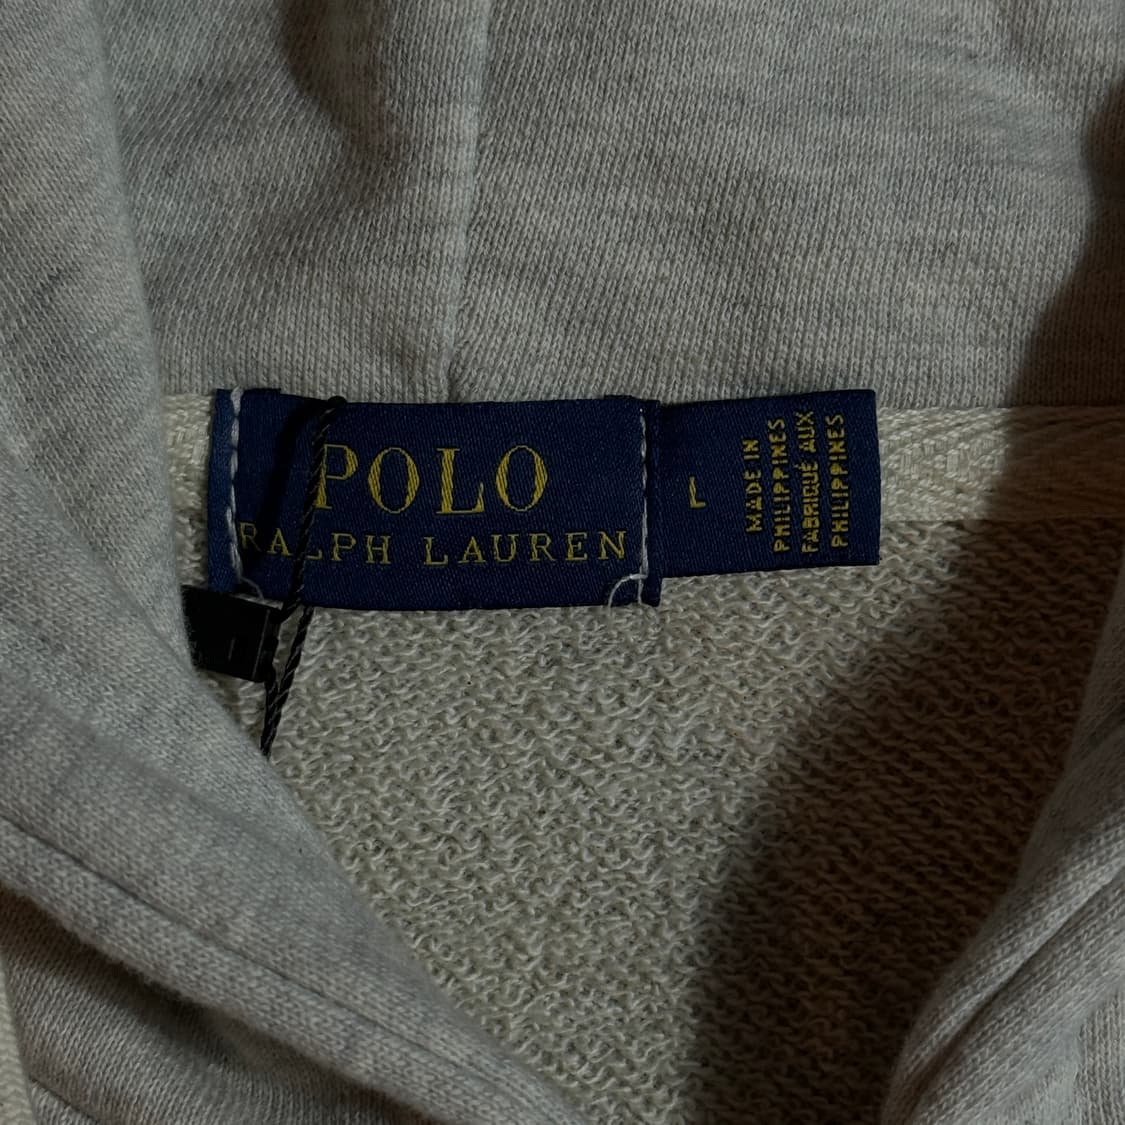 POLO
RALPH LAUREN
L
MADE IN
PHILIPPINES
FABRIQUÉ AUX
PHILIPPINES